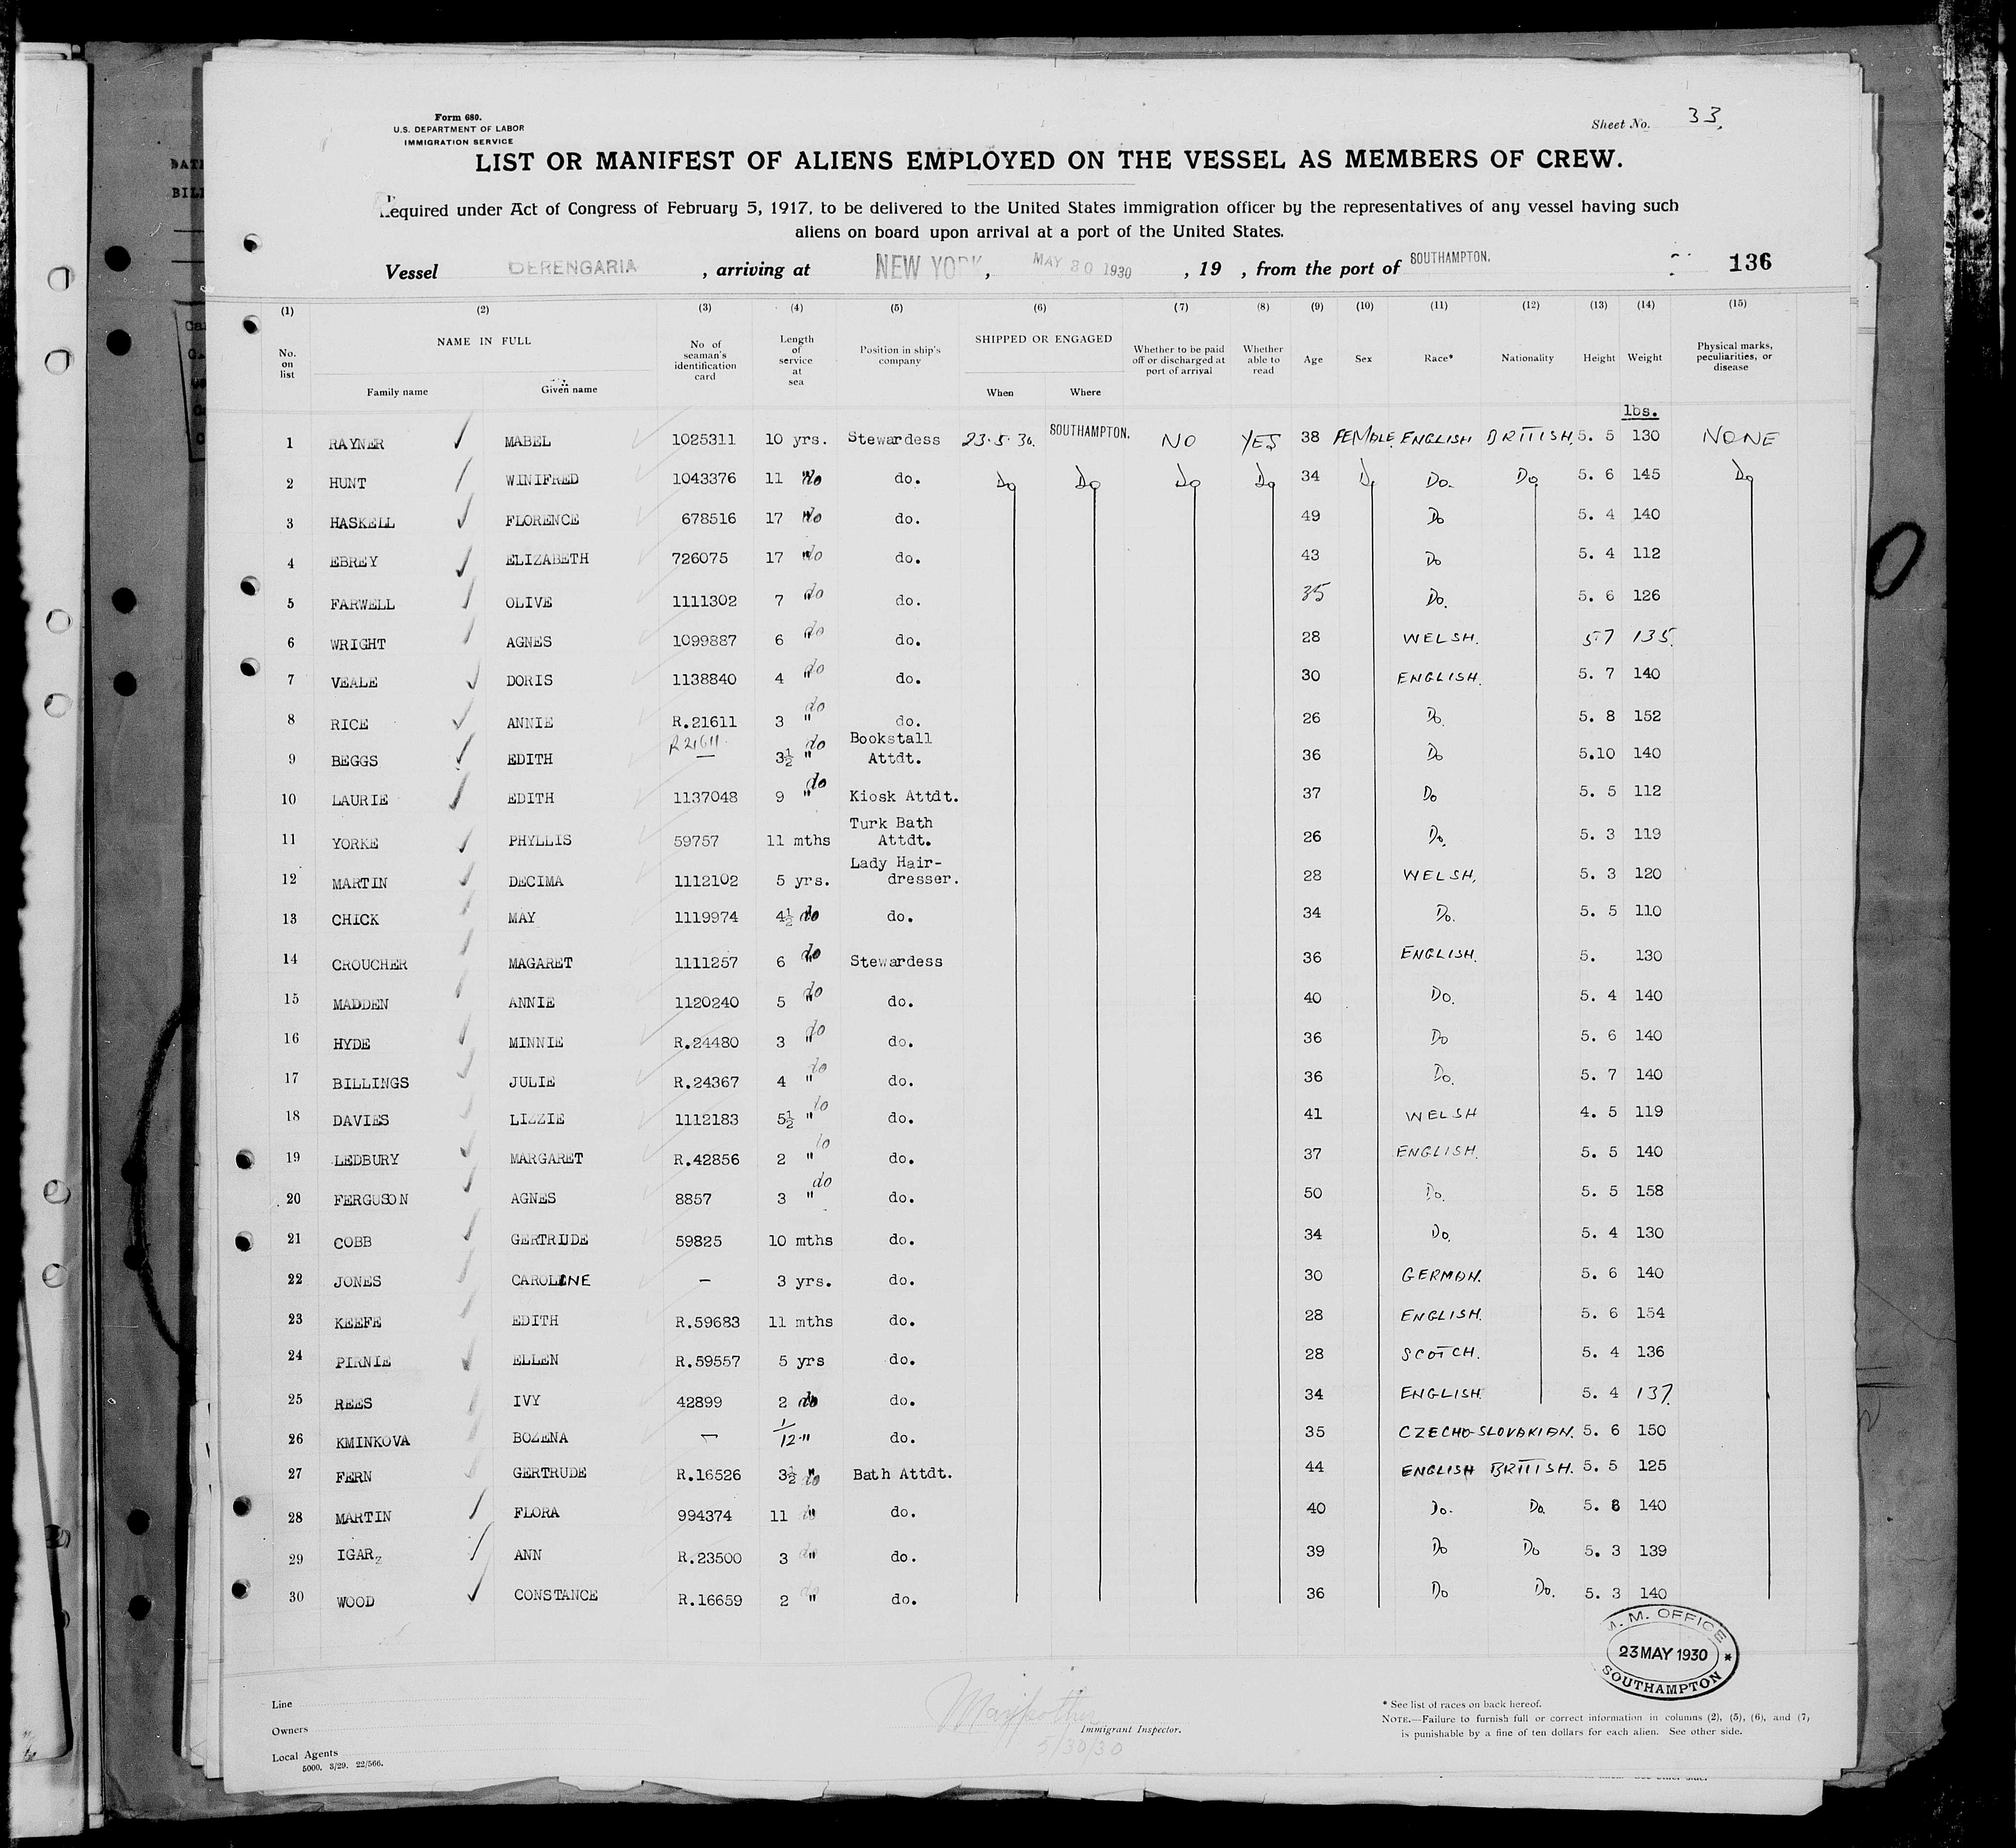 DAT
BIL
Form 680.
U.S. DEPARTMENT OF LABOR
IMMIGRATION SERVICE
Sheet No. 33.
LIST OR MANIFEST OF ALIENS EMPLOYED ON THE VESSEL AS MEMBERS OF CREW.
Required under Act of Congress of February 5, 1917, to be delivered to the United States immigration officer by the representatives of any vessel having such
aliens on board upon arrival at a port of the United States.
Vessel BERENGARIA , arriving at NEW YORK , MAY 30 1930 , 19 , from the port of SOUTHAMPTON. 136
(1) (2) (3) (4) (5) (6) (7) (8) (9) (10) (11) (12) (13) (14) (15)
No. on list NAME IN FULL Family name Given name No of seaman's identification card Length of service at sea Position in ship's company SHIPPED OR ENGAGED When Where Whether to be paid off or discharged at port of arrival Whether able to read Age Sex Race* Nationality Height Weight Physical marks, peculiarities, or disease
lbs.
1 RAYNER MABEL 1025311 10 yrs. Stewardess 23.5.30. SOUTHAMPTON. NO YES 38 FEMALE ENGLISH BRITISH. 5. 5 130 NONE
2 HUNT WINIFRED 1043376 11 do do. Do Do Do Do 34 Do Do. Do 5. 6 145 Do
3 HASKELL FLORENCE 678516 17 do do. 49 Do 5. 4 140
4 EBREY ELIZABETH 726075 17 " do do. 43 Do 5. 4 112
5 FARWELL OLIVE 1111302 7 " do do. 35 Do. 5. 6 126
6 WRIGHT AGNES 1099887 6 " do do. 28 WELSH. 5.7 135.
7 VEALE DORIS 1138840 4 " do do. 30 ENGLISH. 5. 7 140
8 RICE ANNIE R.21611 3 " do do. 26 Do. 5. 8 152
9 BEGGS EDITH R21611 — 3½ " do Bookstall Attdt. 36 Do 5.10 140
10 LAURIE EDITH 1137048 9 " do Kiosk Attdt. 37 Do 5. 5 112
11 YORKE PHYLLIS 59757 11 mths Turk Bath Attdt. 26 Do. 5. 3 119
12 MARTIN DECIMA 1112102 5 yrs. Lady Hair-dresser. 28 WELSH. 5. 3 120
13 CHICK MAY 1119974 4½ do do. 34 Do. 5. 5 110
14 CROUCHER MAGARET 1111257 6 " do Stewardess 36 ENGLISH. 5. 130
15 MADDEN ANNIE 1120240 5 " do do. 40 Do. 5. 4 140
16 HYDE MINNIE R.24480 3 " do do. 36 Do 5. 6 140
17 BILLINGS JULIE R.24367 4 " do do. 36 Do. 5. 7 140
18 DAVIES LIZZIE 1112183 5½ " do do. 41 WELSH 4. 5 119
19 LEDBURY MARGARET R.42856 2 " do do. 37 ENGLISH. 5. 5 140
20 FERGUSON AGNES 8857 3 " do do. 50 Do. 5. 5 158
21 COBB GERTRUDE 59825 10 mths do. 34 Do. 5. 4 130
22 JONES CAROLINE — 3 yrs. do. 30 GERMAN. 5. 6 140
23 KEEFE EDITH R.59683 11 mths do. 28 ENGLISH. 5. 6 154
24 PIRNIE ELLEN R.59557 5 yrs do. 28 SCOTCH. 5. 4 136
25 REES IVY 42899 2 do do. 34 ENGLISH. 5. 4 137.
26 KMINKOVA BOZENA — 1/12 " do. 35 CZECHO-SLOVAKIAN. 5. 6 150
27 FERN GERTRUDE R.16526 3½ " do Bath Attdt. 44 ENGLISH BRITISH. 5. 5 125
28 MARTIN FLORA 994374 11 " do do. 40 Do. Do. 5. 8 140
29 IGAR ANN R.23500 3 " do do. 39 Do Do 5. 3 139
30 WOOD CONSTANCE R.16659 2 " do do. 36 Do Do. 5. 3 140
M. M. OFFICE
23 MAY 1930
SOUTHAMPTON
Line
Owners
Local Agents
5000. 3/29. 22/566.
Immigrant Inspector.
5/30/30
* See list of races on back hereof.
NOTE.—Failure to furnish full or correct information in columns (2), (5), (6), and (7)
is punishable by a fine of ten dollars for each alien. See other side.